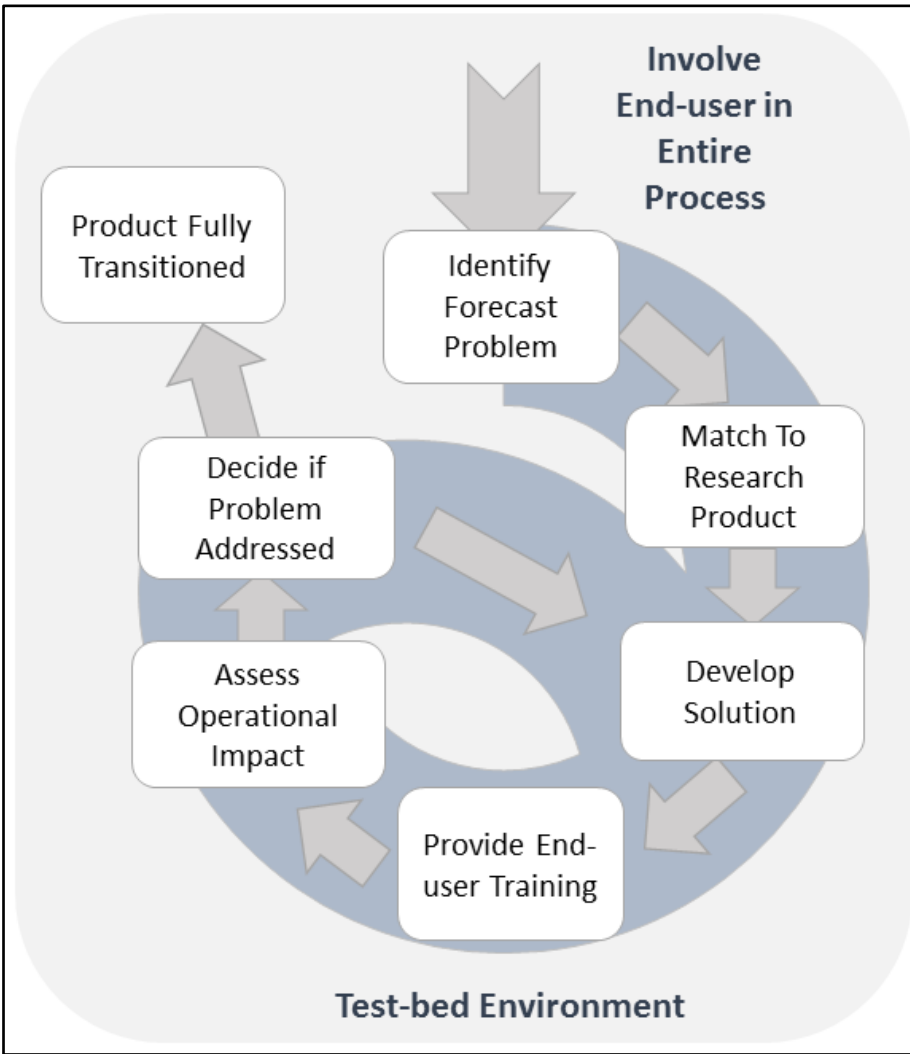 Involve
End-user in
Entire
Process
Identify
Forecast
Problem
Match To
Research
Product
Develop
Solution
Provide End-
user Training
Assess
Operational
Impact
Decide if
Problem
Addressed
Product Fully
Transitioned
Test-bed Environment